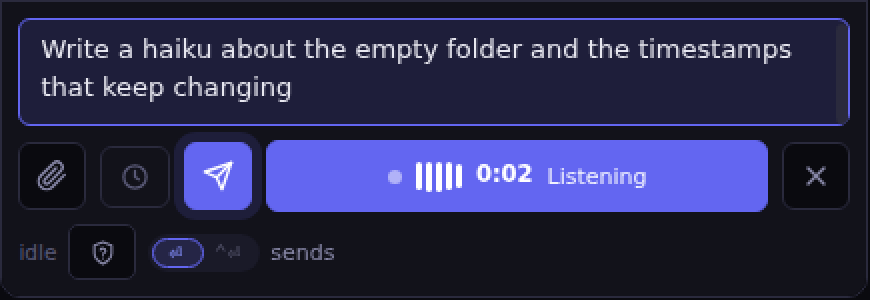 Write a haiku about the empty folder and the timestamps
that keep changing
0:02 Listening
idle ⏎ ^⏎ sends